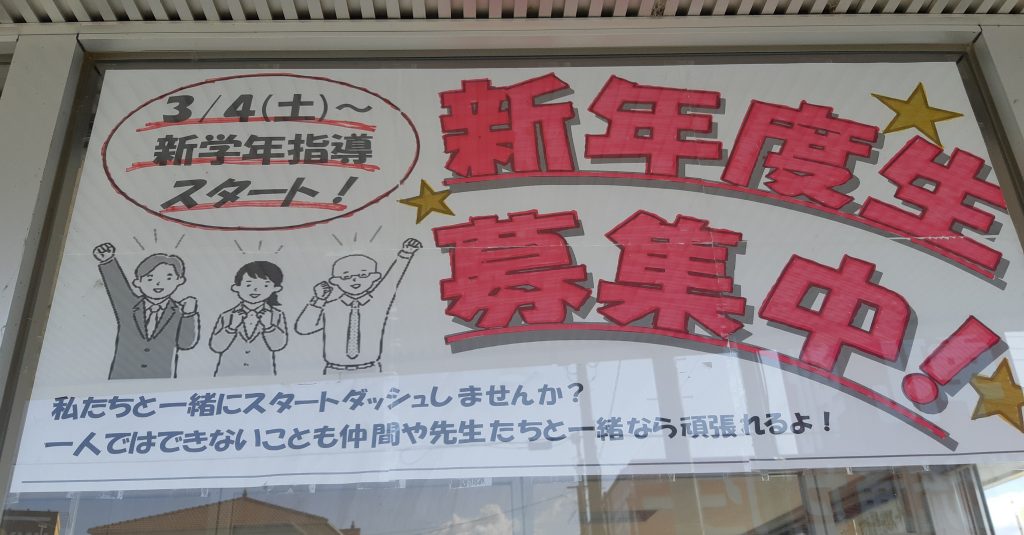 3/4(土)～
新学年指導
スタート！
新年度生
募集中！
私たちと一緒にスタートダッシュしませんか？
一人ではできないことも仲間や先生たちと一緒なら頑張れるよ！